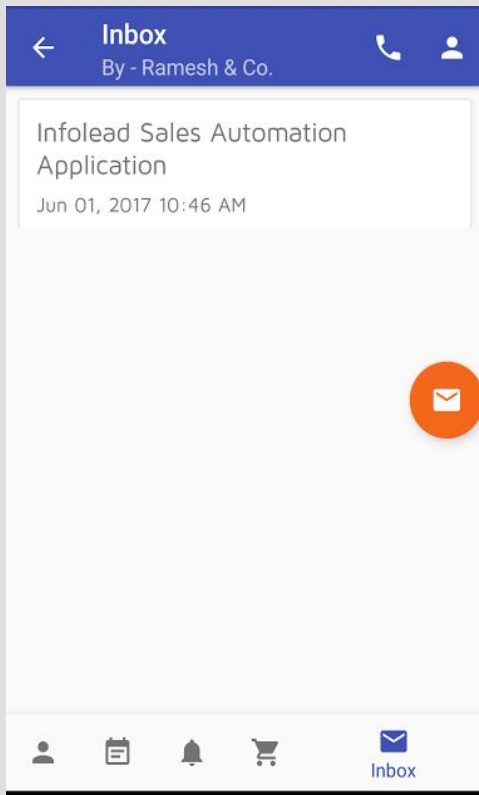 Inbox
By - Ramesh & Co.
Infolead Sales Automation
Application
Jun 01, 2017 10:46 AM
Inbox